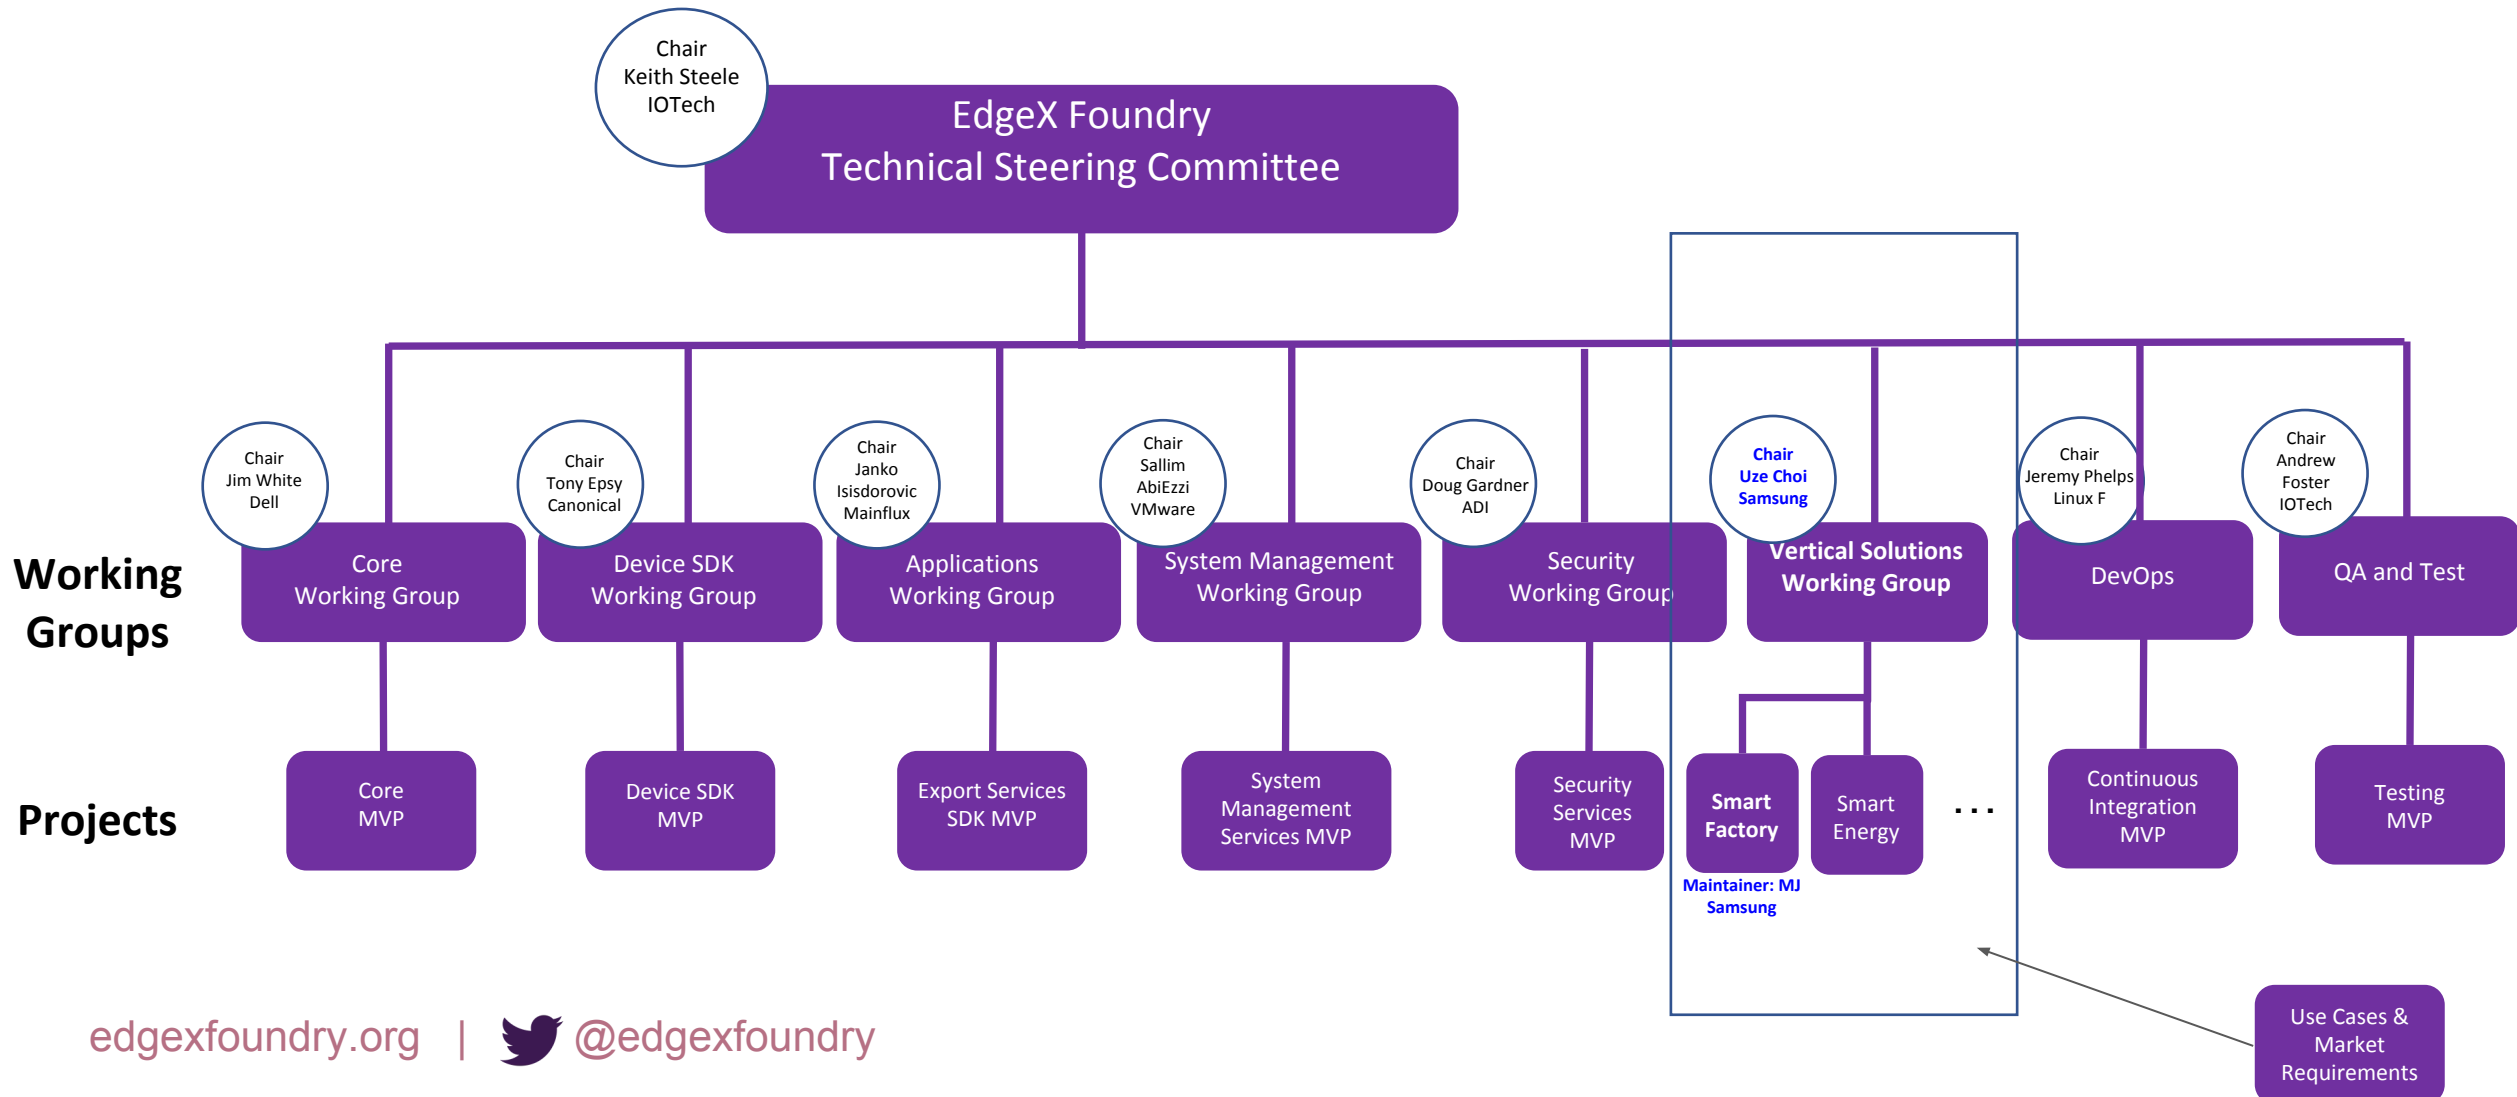 Chair
Keith Steele
IOTech
EdgeX Foundry
Technical Steering Committee
Chair
Jim White
Dell
Chair
Tony Epsy
Canonical
Chair
Janko
Isisdorovic
Mainflux
Chair
Sallim
AbiEzzi
VMware
Chair
Doug Gardner
ADI
Chair
Uze Choi
Samsung
Chair
Jeremy Phelps
Linux F
Chair
Andrew
Foster
IOTech
Working
Groups
Core
Working Group
Device SDK
Working Group
Applications
Working Group
System Management
Working Group
Security
Working Group
Vertical Solutions
Working Group
DevOps
QA and Test
Projects
Core
MVP
Device SDK
MVP
Export Services
SDK MVP
System
Management
Services MVP
Security
Services
MVP
Smart
Factory
Smart
Energy
...
Continuous
Integration
MVP
Testing
MVP
Maintainer: MJ
Samsung
Use Cases &
Market
Requirements
edgexfoundry.org | @edgexfoundry